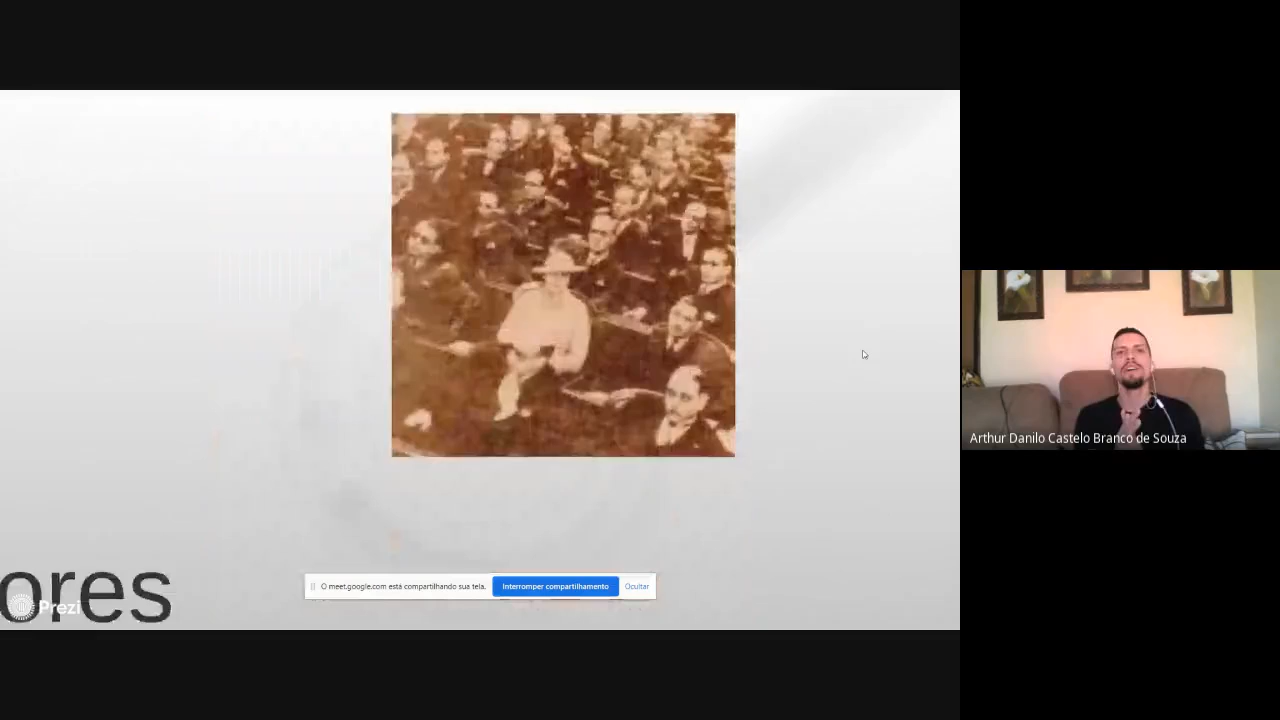 ores
Prezi
O meet.google.com está compartilhando sua tela.
Interromper compartilhamento
Ocultar
Arthur Danilo Castelo Branco de Souza